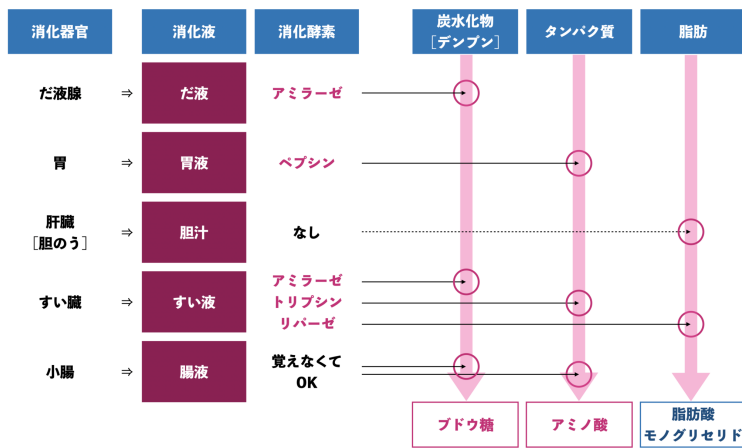 消化器官
消化液
消化酵素
炭水化物
［デンプン］
タンパク質
脂肪
だ液腺
⇒
だ液
アミラーゼ
胃
⇒
胃液
ペプシン
肝臓
［胆のう］
⇒
胆汁
なし
すい臓
⇒
すい液
アミラーゼ
トリプシン
リパーゼ
小腸
⇒
腸液
覚えなくて
OK
ブドウ糖
アミノ酸
脂肪酸
モノグリセリド